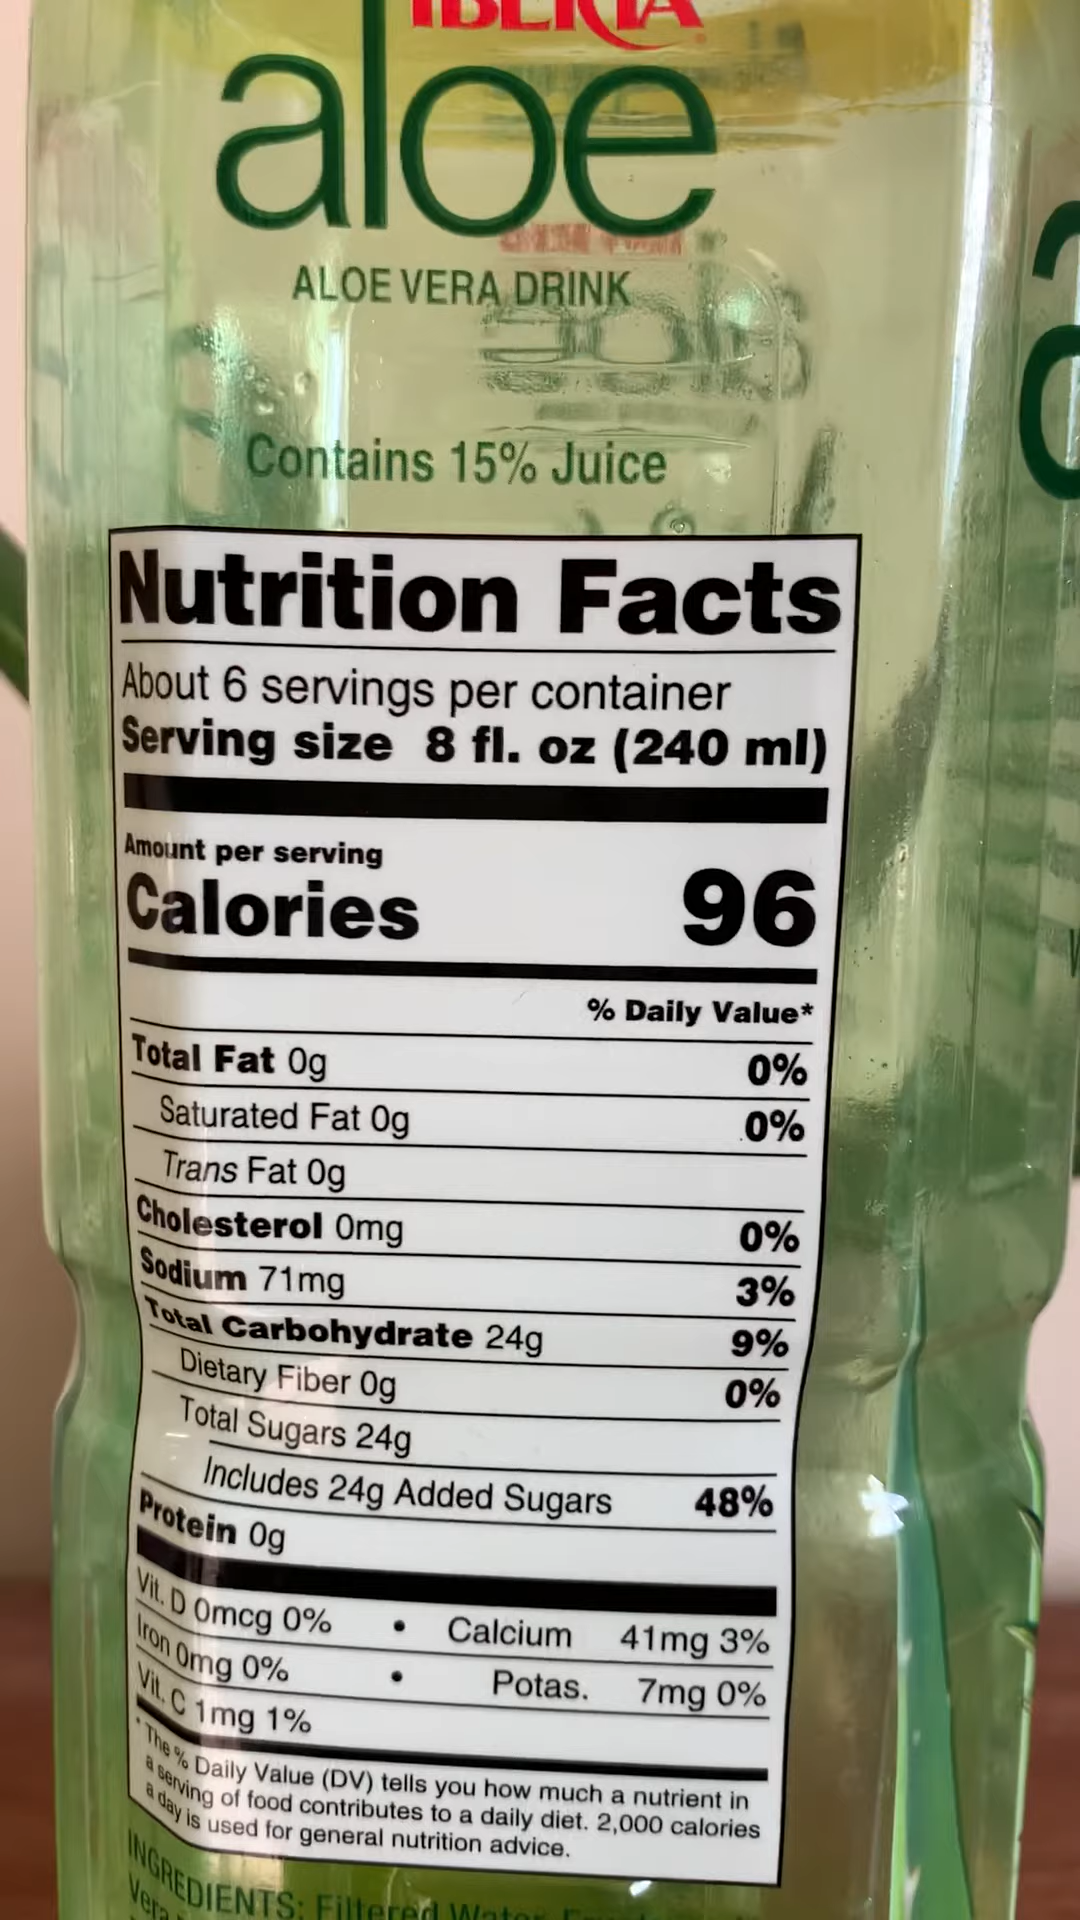 IBERIA
aloe
ALOE VERA DRINK
Contains 15% Juice
Nutrition Facts
About 6 servings per container
Serving size 8 fl. oz (240 ml)
Amount per serving
Calories 96
% Daily Value*
Total Fat 0g 0%
Saturated Fat 0g 0%
Trans Fat 0g
Cholesterol 0mg 0%
Sodium 71mg 3%
Total Carbohydrate 24g 9%
Dietary Fiber 0g 0%
Total Sugars 24g
Includes 24g Added Sugars 48%
Protein 0g
Vit. D 0mcg 0% • Calcium 41mg 3%
Iron 0mg 0% • Potas. 7mg 0%
Vit. C 1mg 1%
* The % Daily Value (DV) tells you how much a nutrient in
a serving of food contributes to a daily diet. 2,000 calories
a day is used for general nutrition advice.
INGREDIENTS: Filtered Water
Vera